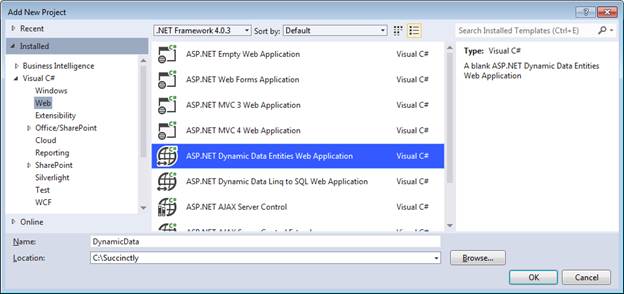 Add New Project
Recent
Installed
Business Intelligence
Visual C#
Windows
Web
Extensibility
Office/SharePoint
Cloud
Reporting
SharePoint
Silverlight
Test
WCF
Online
.NET Framework 4.0.3 Sort by: Default
ASP.NET Empty Web Application Visual C#
ASP.NET Web Forms Application Visual C#
ASP.NET MVC 3 Web Application Visual C#
ASP.NET MVC 4 Web Application Visual C#
ASP.NET Dynamic Data Entities Web Application Visual C#
ASP.NET Dynamic Data Linq to SQL Web Application Visual C#
ASP.NET AJAX Server Control Visual C#
Search Installed Templates (Ctrl+E)
Type: Visual C#
A blank ASP.NET Dynamic Data Entities
Web Application
Name: DynamicData
Location: C:\Succinctly
Browse...
OK Cancel